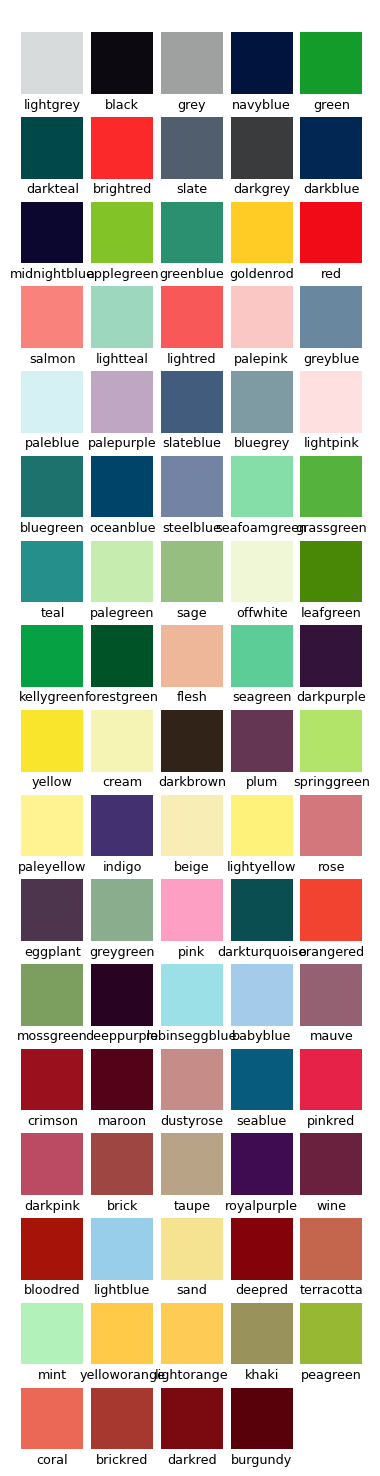 lightgrey black grey navyblue green
darkteal brightred slate darkgrey darkblue
midnightblue applegreen greenblue goldenrod red
salmon lightteal lightred palepink greyblue
paleblue palepurple slateblue bluegrey lightpink
bluegreen oceanblue steelblue seafoamgreen grassgreen
teal palegreen sage offwhite leafgreen
kellygreen forestgreen flesh seagreen darkpurple
yellow cream darkbrown plum springgreen
paleyellow indigo beige lightyellow rose
eggplant greygreen pink darkturquoise orangered
mossgreen deeppurple robinseggblue babyblue mauve
crimson maroon dustyrose seablue pinkred
darkpink brick taupe royalpurple wine
bloodred lightblue sand deepred terracotta
mint yelloworange lightorange khaki peagreen
coral brickred darkred burgundy